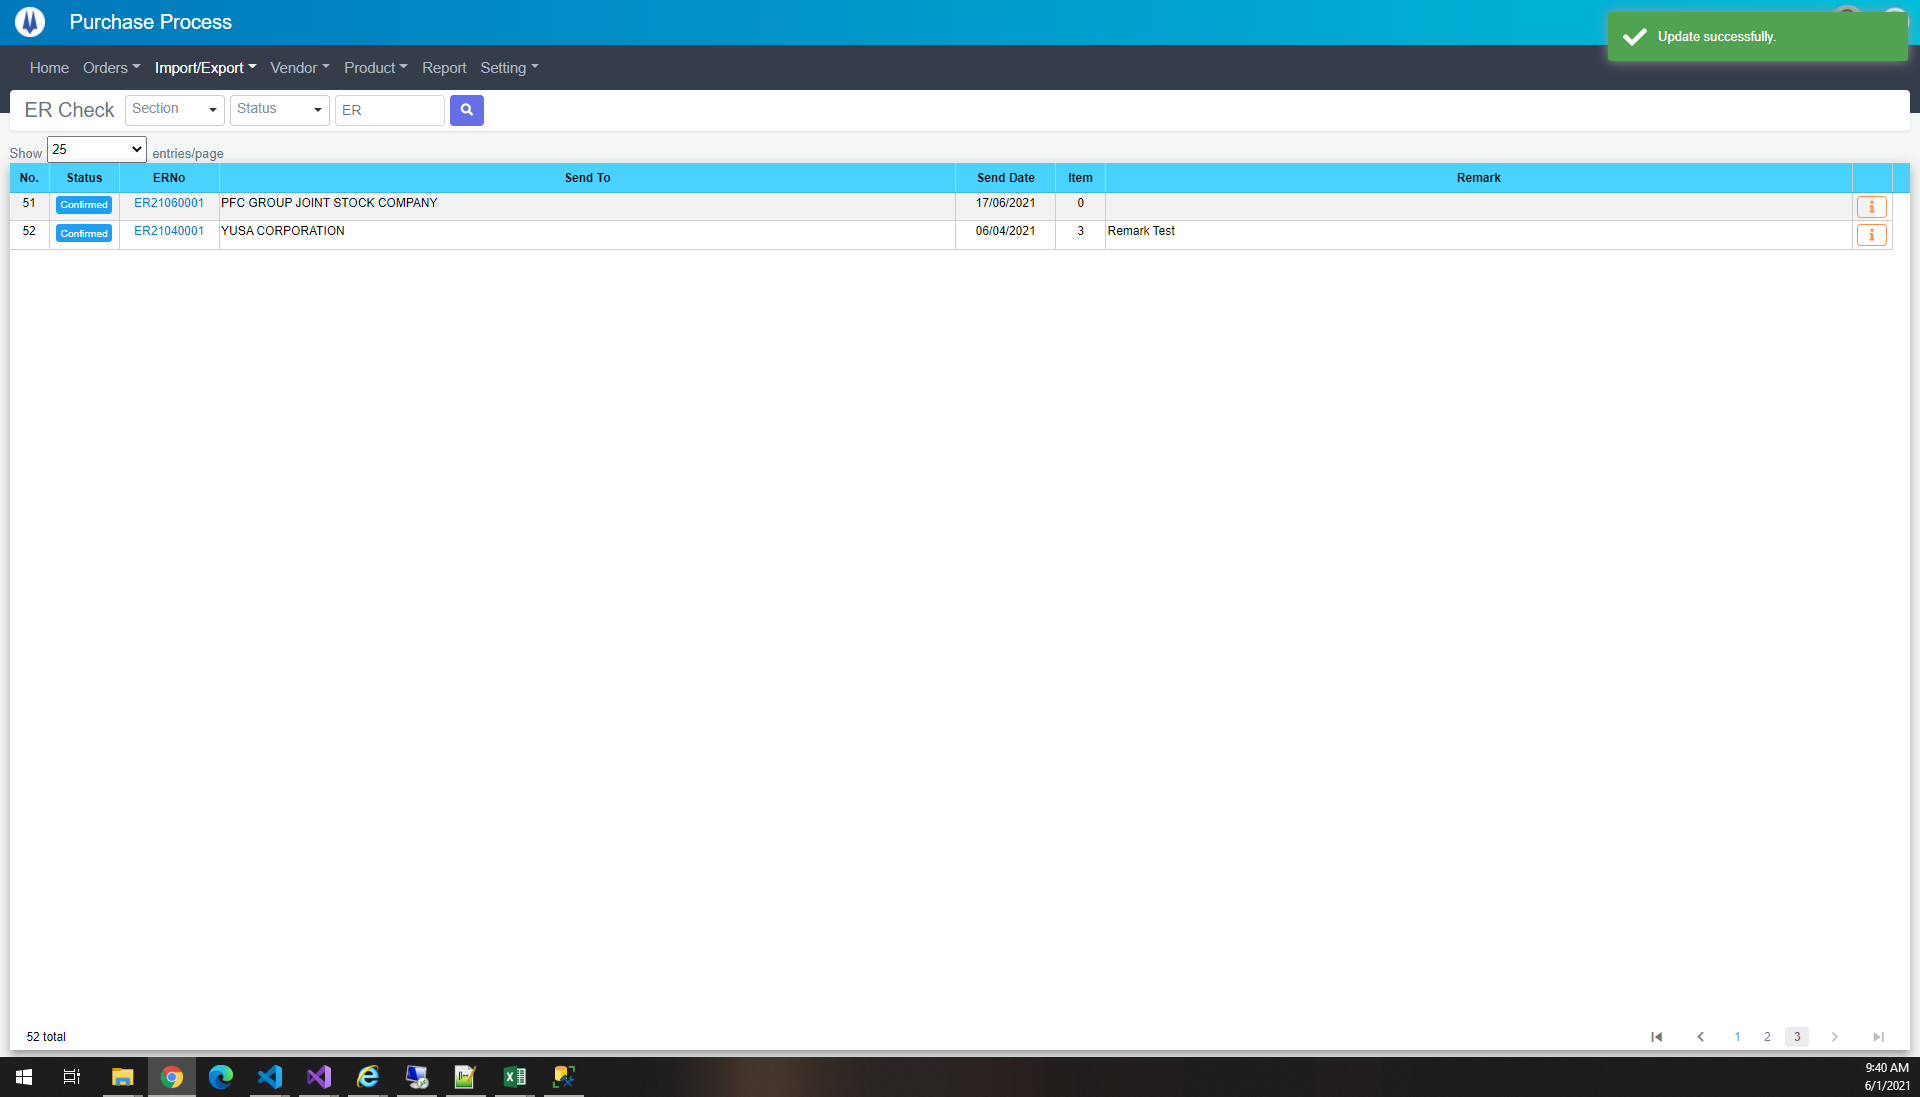 Purchase Process
Update successfully.
Home Orders Import/Export Vendor Product Report Setting
ER Check Section Status ER
Show 25 entries/page
No. Status ERNo Send To Send Date Item Remark
51 Confirmed ER21060001 PFC GROUP JOINT STOCK COMPANY 17/06/2021 0
52 Confirmed ER21040001 YUSA CORPORATION 06/04/2021 3 Remark Test
52 total 1 2 3
9:40 AM
6/1/2021